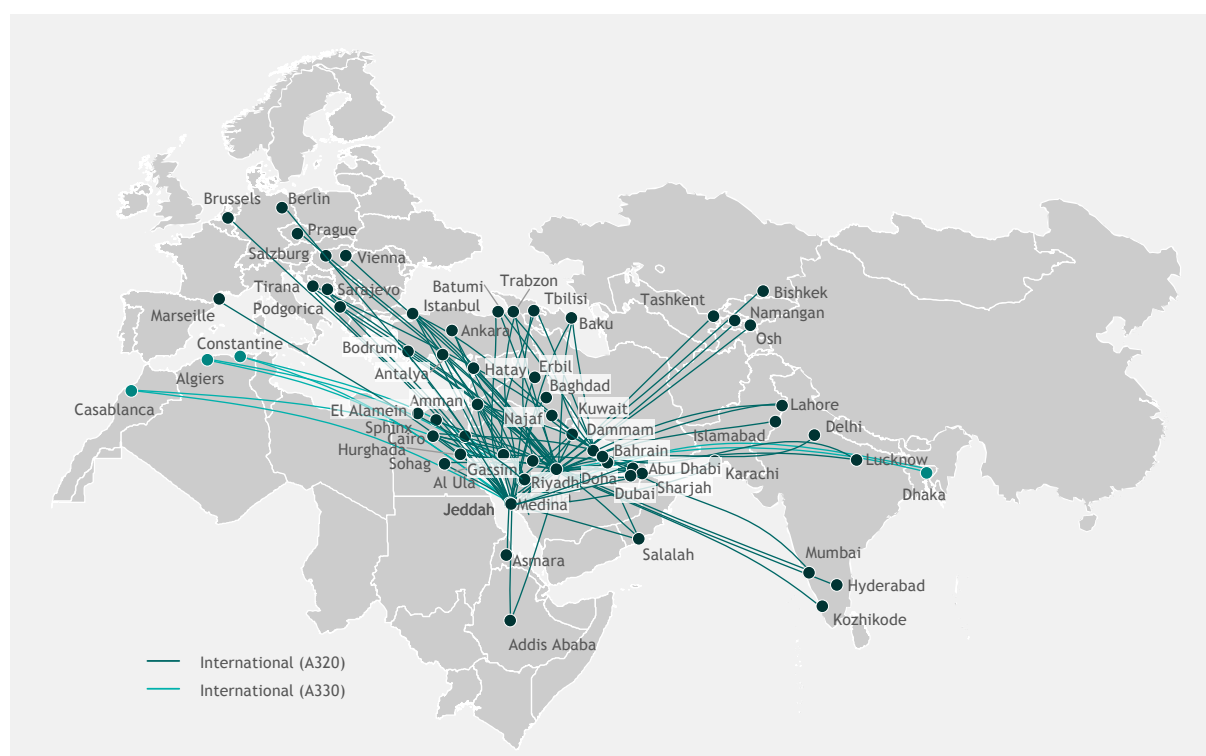 Brussels
Berlin
Prague
Salzburg
Vienna
Tirana
Sarajevo
Podgorica
Marseille
Batumi
Trabzon
Istanbul
Tbilisi
Ankara
Baku
Tashkent
Bishkek
Namangan
Osh
Constantine
Algiers
Casablanca
Bodrum
Antalya
Hatay
Erbil
Baghdad
Amman
El Alamein
Najaf
Kuwait
Sphinx
Cairo
Dammam
Hurghada
Bahrain
Sohag
Gassim
Al Ula
Riyadh
Doha
Abu Dhabi
Dubai
Sharjah
Lahore
Islamabad
Delhi
Karachi
Lucknow
Dhaka
Jeddah
Medina
Asmara
Salalah
Mumbai
Hyderabad
Kozhikode
Addis Ababa
International (A320)
International (A330)